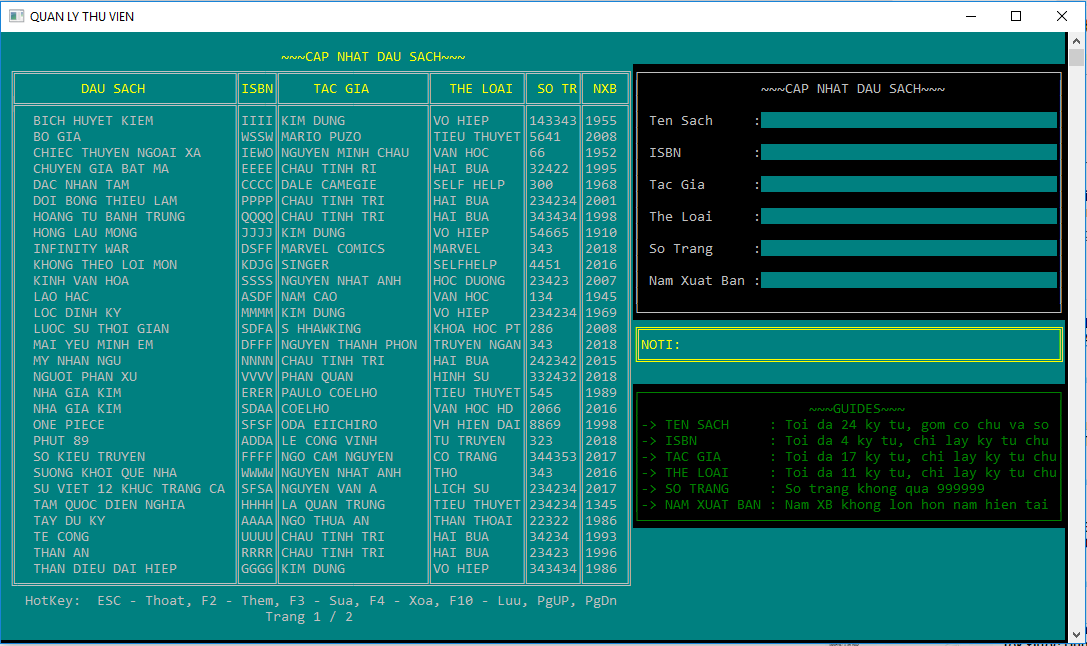 QUAN LY THU VIEN
~~~CAP NHAT DAU SACH~~~
DAU SACH ISBN TAC GIA THE LOAI SO TR NXB
BICH HUYET KIEM IIII KIM DUNG VO HIEP 143343 1955
BO GIA WSSW MARIO PUZO TIEU THUYET 5641 2008
CHIEC THUYEN NGOAI XA IEWO NGUYEN MINH CHAU VAN HOC 66 1952
CHUYEN GIA BAT MA EEEE CHAU TINH RI HAI BUA 32422 1995
DAC NHAN TAM CCCC DALE CAMEGIE SELF HELP 300 1968
DOI BONG THIEU LAM PPPP CHAU TINH TRI HAI BUA 234234 2001
HOANG TU BANH TRUNG QQQQ CHAU TINH TRI HAI BUA 343434 1998
HONG LAU MONG JJJJ KIM DUNG VO HIEP 54665 1910
INFINITY WAR DSFF MARVEL COMICS MARVEL 343 2018
KHONG THEO LOI MON KDJG SINGER SELFHELP 4451 2016
KINH VAN HOA SSSS NGUYEN NHAT ANH HOC DUONG 23423 2007
LAO HAC ASDF NAM CAO VAN HOC 134 1945
LOC DINH KY MMMM KIM DUNG VO HIEP 234234 1969
LUOC SU THOI GIAN SDFA S HHAWKING KHOA HOC PT 286 2008
MAI YEU MINH EM DFFF NGUYEN THANH PHON TRUYEN NGAN 343 2018
MY NHAN NGU NNNN CHAU TINH TRI HAI BUA 242342 2015
NGUOI PHAN XU VVVV PHAN QUAN HINH SU 332432 2018
NHA GIA KIM ERER PAULO COELHO TIEU THUYET 545 1989
NHA GIA KIM SDAA COELHO VAN HOC HD 2066 2016
ONE PIECE SFSF ODA EIICHIRO VH HIEN DAI 8869 1998
PHUT 89 ADDA LE CONG VINH TU TRUYEN 323 2018
SO KIEU TRUYEN FFFF NGO CAM NGUYEN CO TRANG 344353 2017
SUONG KHOI QUE NHA WWWW NGUYEN NHAT ANH THO 343 2016
SU VIET 12 KHUC TRANG CA SFSA NGUYEN VAN A LICH SU 234234 2017
TAM QUOC DIEN NGHIA HHHH LA QUAN TRUNG TIEU THUYET 234234 1345
TAY DU KY AAAA NGO THUA AN THAN THOAI 22322 1986
TE CONG UUUU CHAU TINH TRI HAI BUA 34234 1993
THAN AN RRRR CHAU TINH TRI HAI BUA 23423 1996
THAN DIEU DAI HIEP GGGG KIM DUNG VO HIEP 343434 1986
HotKey: ESC - Thoat, F2 - Them, F3 - Sua, F4 - Xoa, F10 - Luu, PgUP, PgDn
Trang 1 / 2
~~~CAP NHAT DAU SACH~~~
Ten Sach :
ISBN :
Tac Gia :
The Loai :
So Trang :
Nam Xuat Ban :
NOTI:
~~~GUIDES~~~
-> TEN SACH : Toi da 24 ky tu, gom co chu va so
-> ISBN : Toi da 4 ky tu, chi lay ky tu chu
-> TAC GIA : Toi da 17 ky tu, chi lay ky tu chu
-> THE LOAI : Toi da 11 ky tu, chi lay ky tu chu
-> SO TRANG : So trang khong qua 999999
-> NAM XUAT BAN : Nam XB khong lon hon nam hien tai